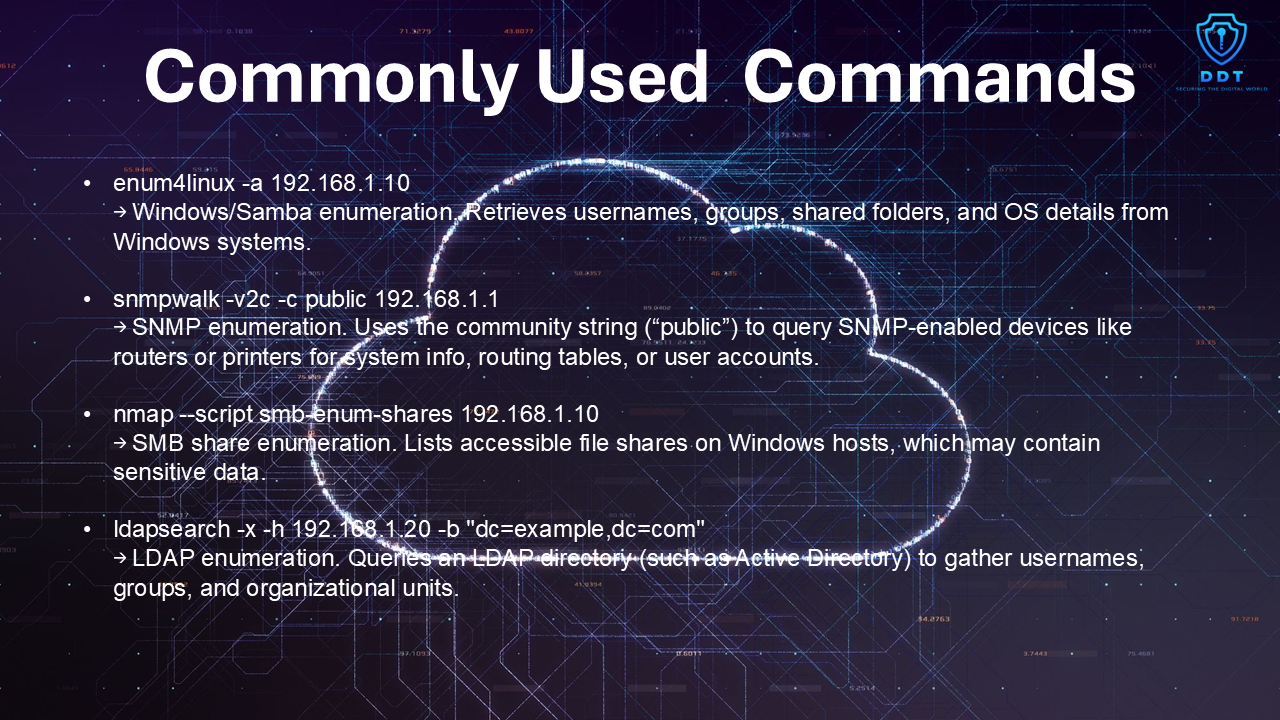 Commonly Used  Commands
DDT
SECURING THE DIGITAL WORLD
• enum4linux -a 192.168.1.10
→ Windows/Samba enumeration. Retrieves usernames, groups, shared folders, and OS details from
Windows systems.
• snmpwalk -v2c -c public 192.168.1.1
→ SNMP enumeration. Uses the community string (“public”) to query SNMP-enabled devices like
routers or printers for system info, routing tables, or user accounts.
• nmap --script smb-enum-shares 192.168.1.10
→ SMB share enumeration. Lists accessible file shares on Windows hosts, which may contain
sensitive data.
• ldapsearch -x -h 192.168.1.20 -b "dc=example,dc=com"
→ LDAP enumeration. Queries an LDAP directory (such as Active Directory) to gather usernames,
groups, and organizational units.